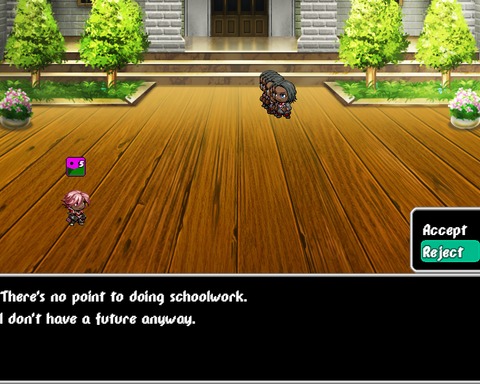 Accept
Reject
There's no point to doing schoolwork.
I don't have a future anyway.